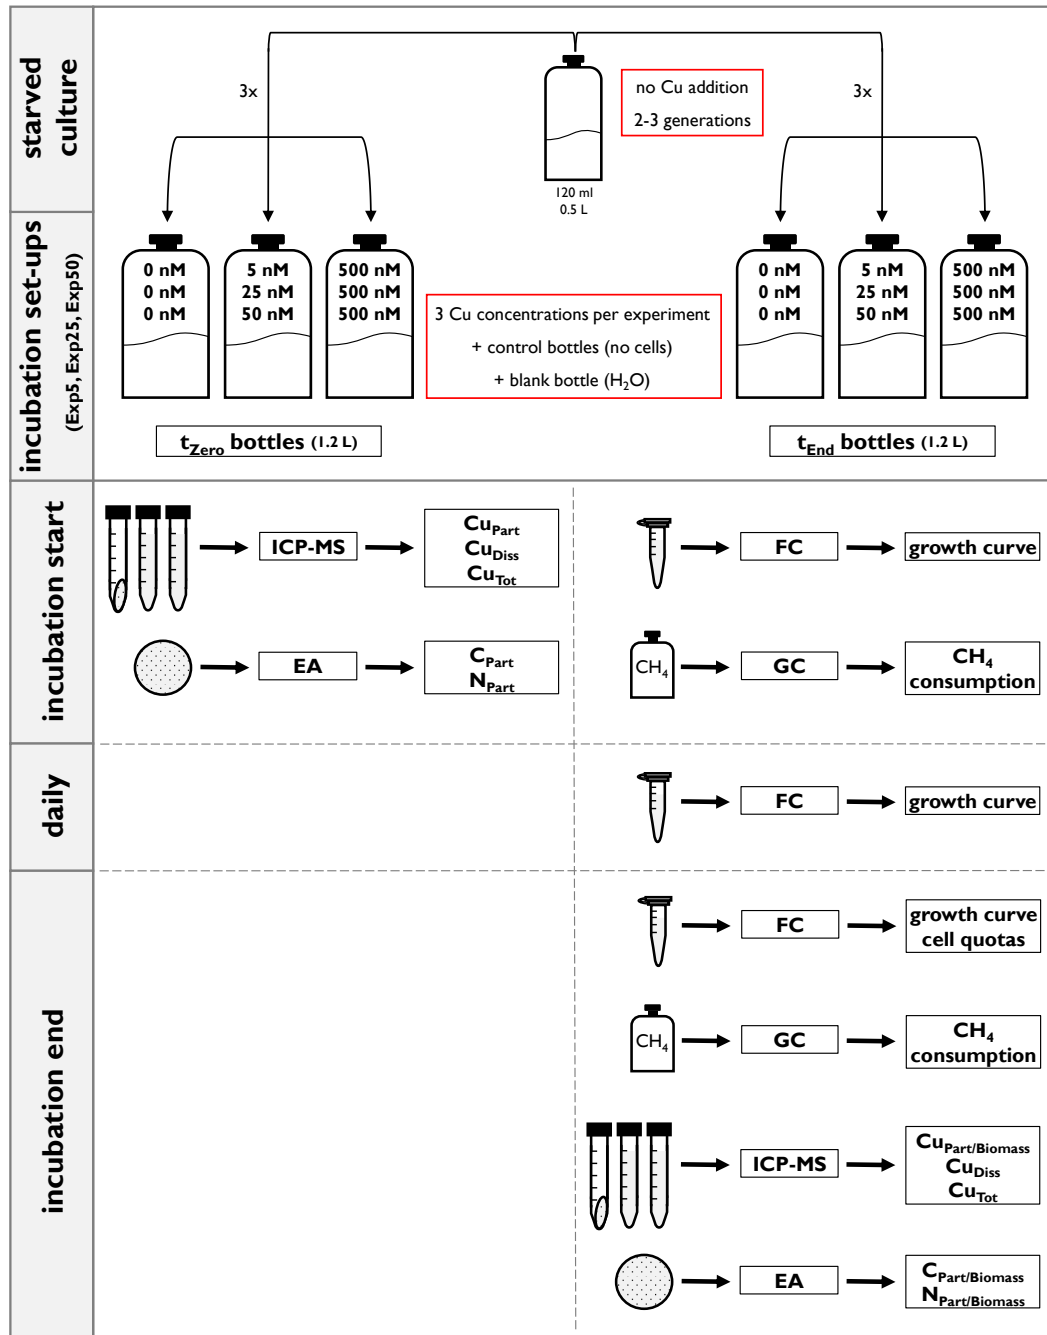 starved
culture
3x
no Cu addition
2-3 generations
3x
120 ml
0.5 L
incubation set-ups
(Exp5, Exp25, Exp50)
0 nM
0 nM
0 nM
5 nM
25 nM
50 nM
500 nM
500 nM
500 nM
3 Cu concentrations per experiment
+ control bottles (no cells)
+ blank bottle (H₂O)
0 nM
0 nM
0 nM
5 nM
25 nM
50 nM
500 nM
500 nM
500 nM
tZero bottles (1.2 L)
tEnd bottles (1.2 L)
incubation start
ICP-MS
CuPart
CuDiss
CuTot
FC
growth curve
EA
CPart
NPart
CH₄
GC
CH₄
consumption
daily
FC
growth curve
incubation end
FC
growth curve
cell quotas
CH₄
GC
CH₄
consumption
ICP-MS
CuPart/Biomass
CuDiss
CuTot
EA
CPart/Biomass
NPart/Biomass